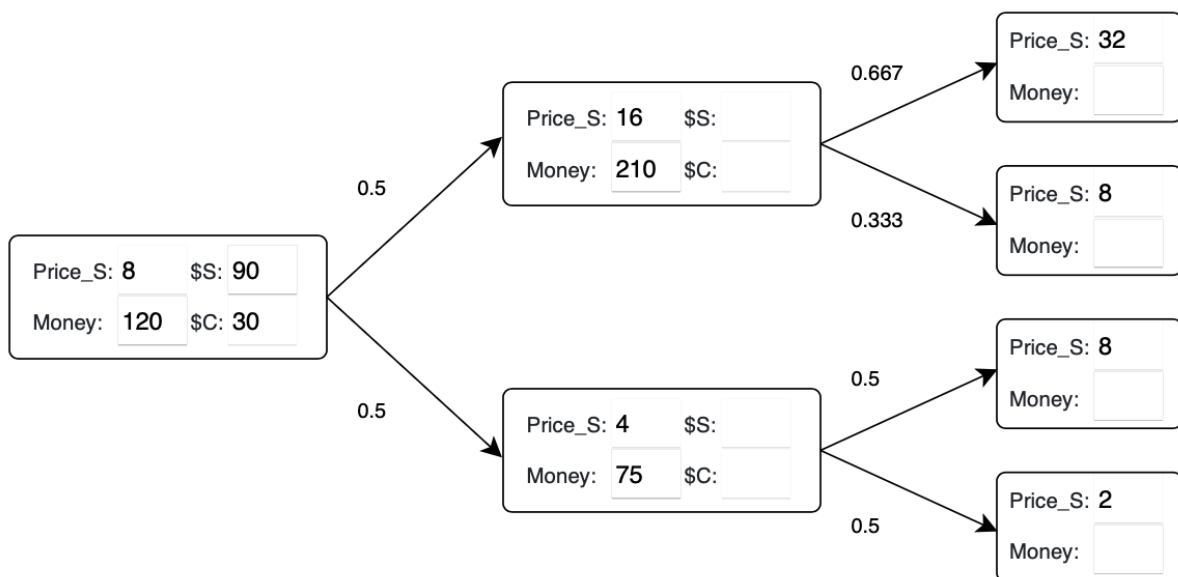 Price_S: 8 $S: 90
Money: 120 $C: 30
0.5
0.5
Price_S: 16 $S:
Money: 210 $C:
Price_S: 4 $S:
Money: 75 $C:
0.667
0.333
0.5
0.5
Price_S: 32
Money:
Price_S: 8
Money:
Price_S: 8
Money:
Price_S: 2
Money: